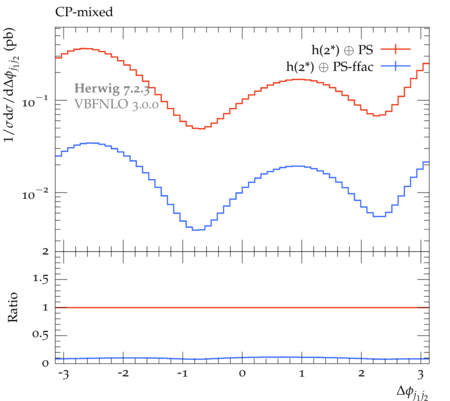 CP-mixed
1/σdσ/dΔϕj₁j₂ (pb)
h(2*) ⊕ PS
h(2*) ⊕ PS-ffac
Herwig 7.2.3
VBFNLO 3.0.0
10⁻¹
10⁻²
2
1.5
1
0.5
0
Ratio
-3 -2 -1 0 1 2 3
Δϕj₁j₂